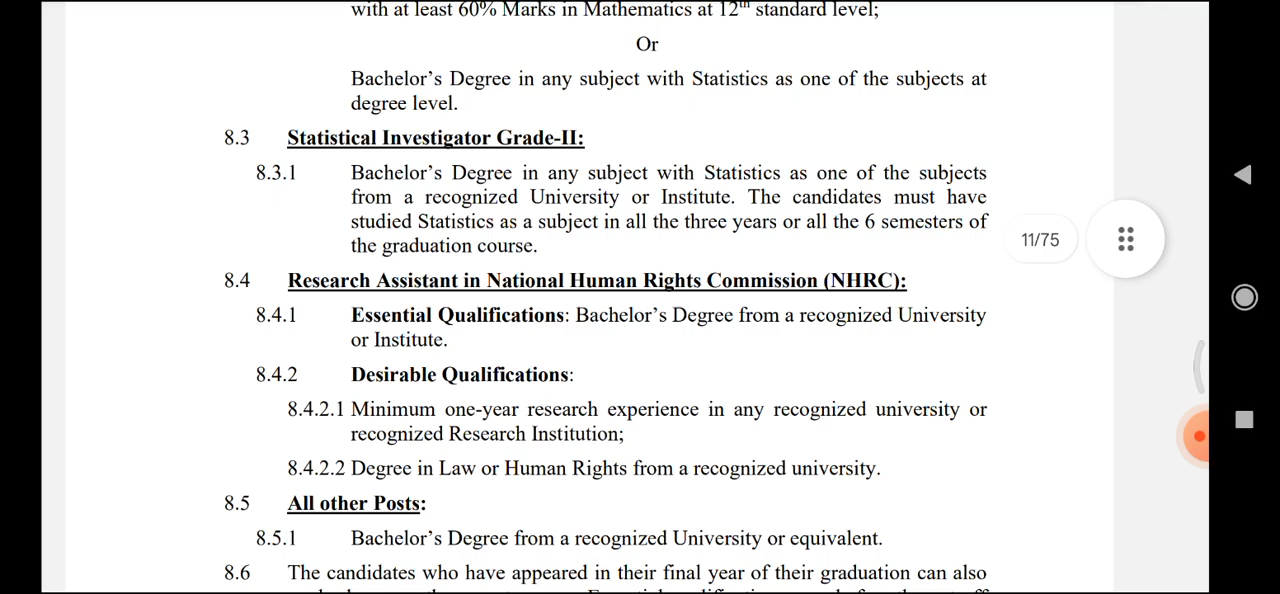 with at least 60% Marks in Mathematics at 12th standard level;
Or
Bachelor’s Degree in any subject with Statistics as one of the subjects at
degree level.
8.3 Statistical Investigator Grade-II:
8.3.1 Bachelor’s Degree in any subject with Statistics as one of the subjects
from a recognized University or Institute. The candidates must have
studied Statistics as a subject in all the three years or all the 6 semesters of
the graduation course.
11/75
8.4 Research Assistant in National Human Rights Commission (NHRC):
8.4.1 Essential Qualifications: Bachelor’s Degree from a recognized University
or Institute.
8.4.2 Desirable Qualifications:
8.4.2.1 Minimum one-year research experience in any recognized university or
recognized Research Institution;
8.4.2.2 Degree in Law or Human Rights from a recognized university.
8.5 All other Posts:
8.5.1 Bachelor’s Degree from a recognized University or equivalent.
8.6 The candidates who have appeared in their final year of their graduation can also